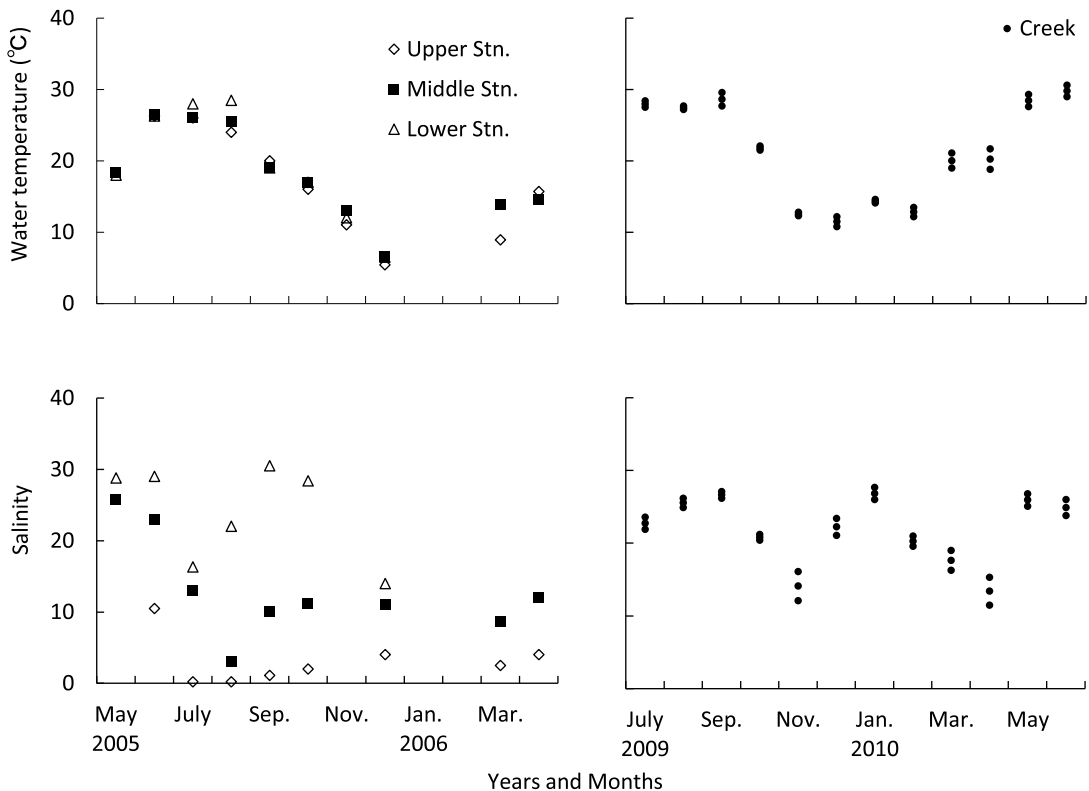 Water temperature (℃)
40
30
20
10
0
Upper Stn.
Middle Stn.
Lower Stn.
Creek
Salinity
40
30
20
10
0
May July Sep. Nov. Jan. Mar.
2005 2006
July Sep. Nov. Jan. Mar. May
2009 2010
Years and Months